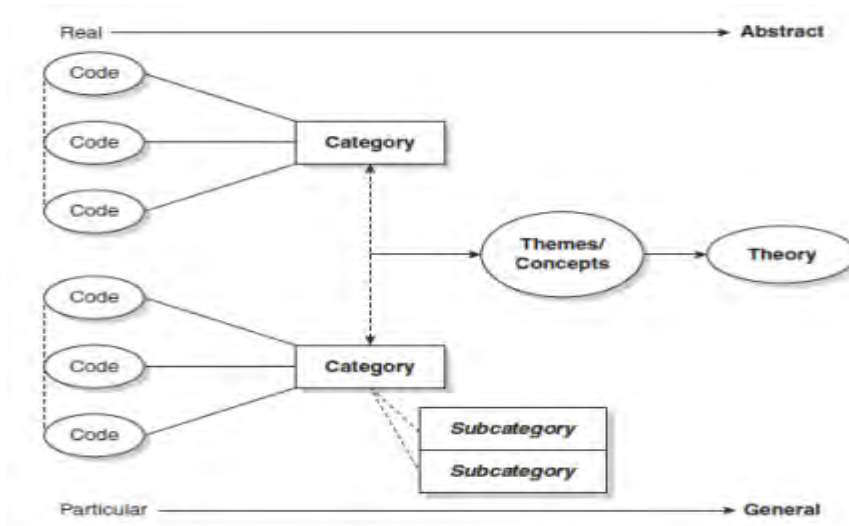 Real
Abstract
Code
Code
Category
Code
Themes/
Concepts
Theory
Code
Code
Category
Code
Subcategory
Subcategory
Particular
General